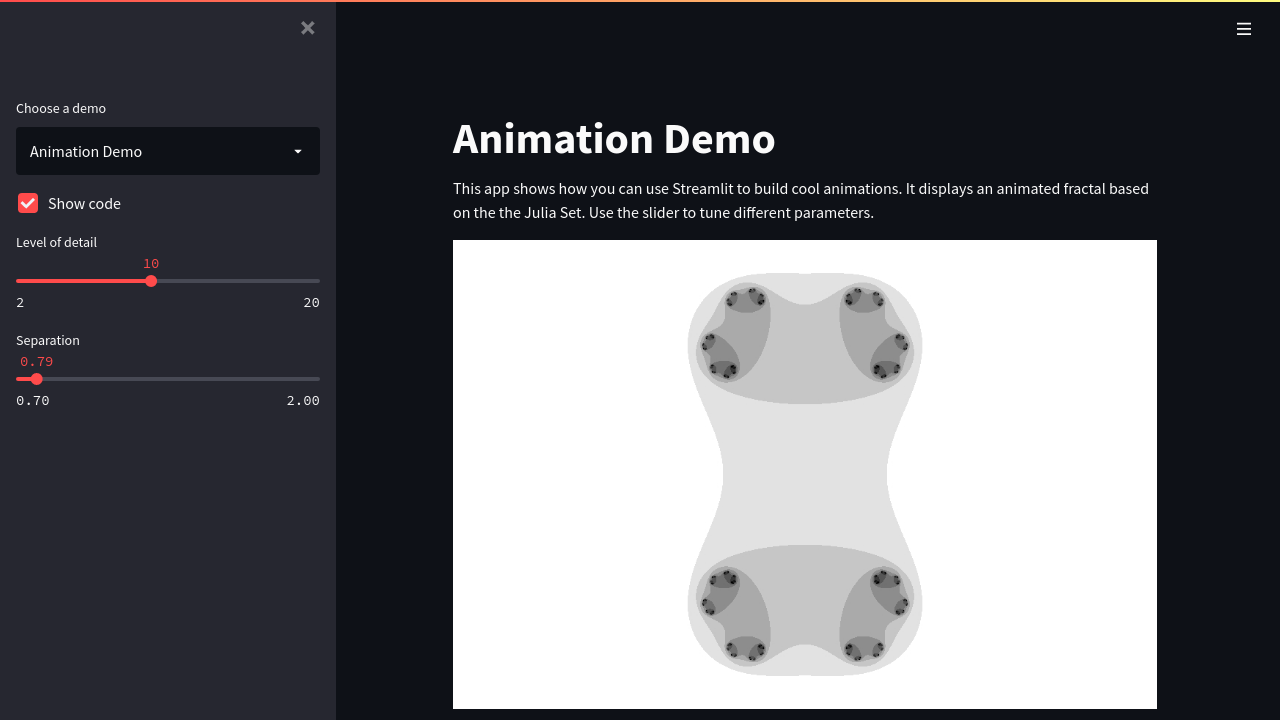 Choose a demo
Animation Demo
Show code
Level of detail
10
2 20
Separation
0.79
0.70 2.00
Animation Demo
This app shows how you can use Streamlit to build cool animations. It displays an animated fractal based
on the the Julia Set. Use the slider to tune different parameters.